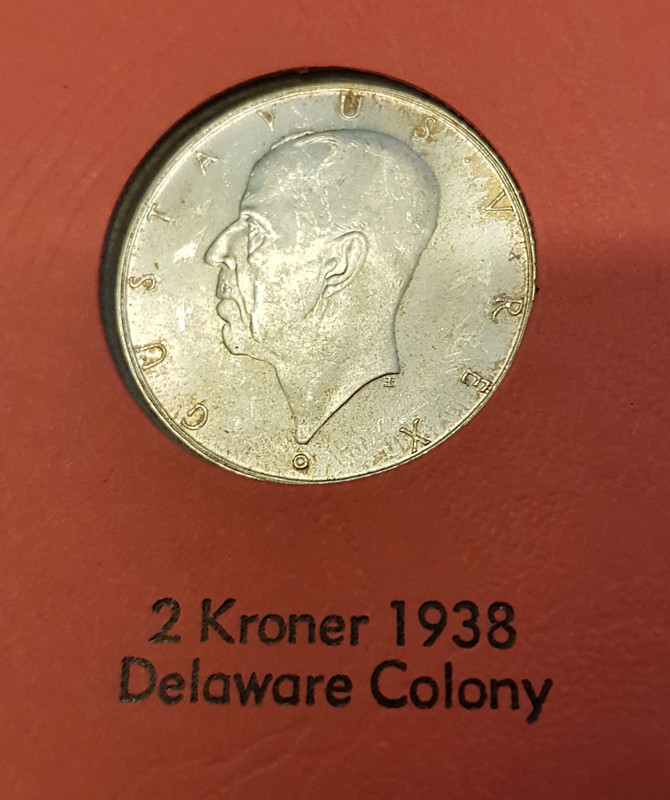 GUSTAVUS·V·REX
2 Kroner 1938
Delaware Colony